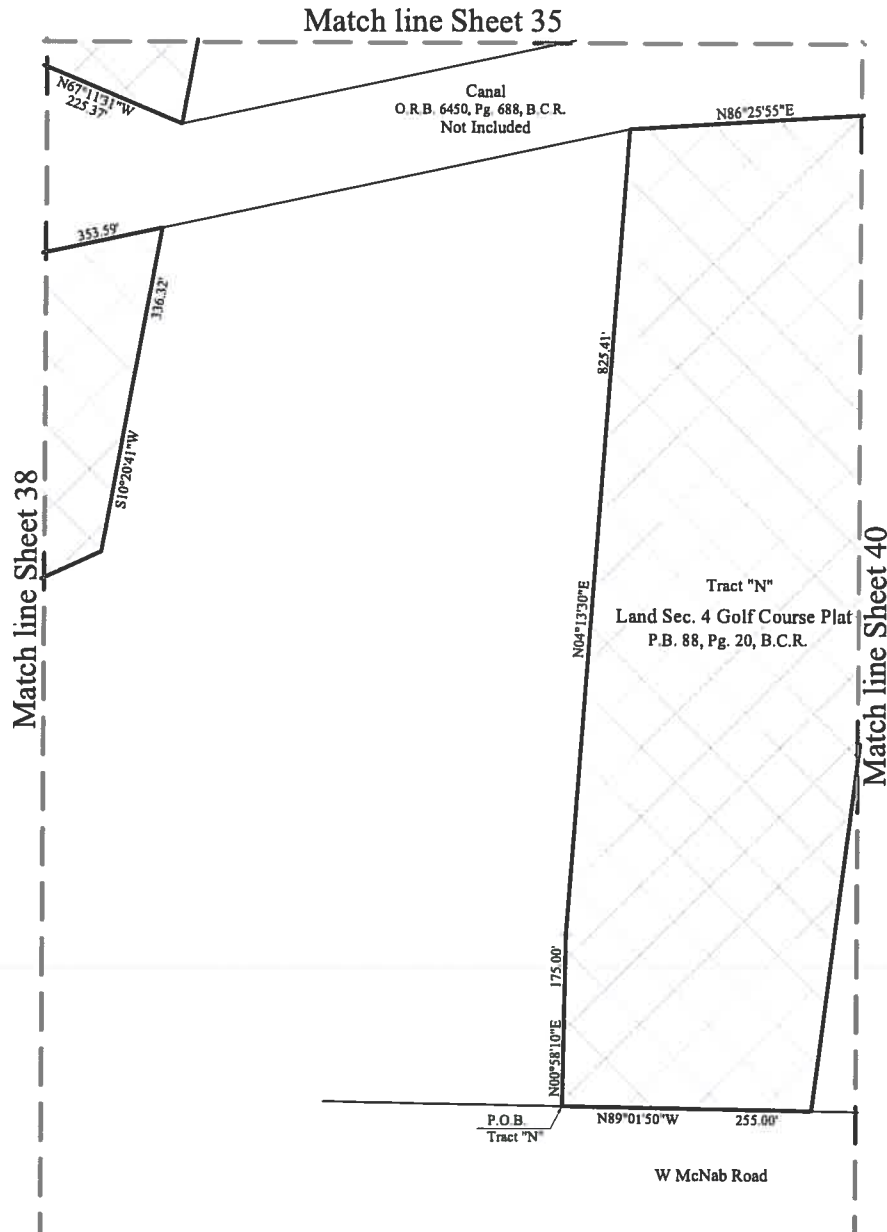 Match line Sheet 35
N67°11'31"W
225.37'
Canal
O.R.B. 6450, Pg. 688, B.C.R.
Not Included
N86°25'55"E
353.59'
336.32'
S10°20'41"W
825.41'
N04°13'30"E
Match line Sheet 38
Tract "N"
Land Sec. 4 Golf Course Plat
P.B. 88, Pg. 20, B.C.R.
Match line Sheet 40
175.00'
N00°58'10"E
P.O.B.
Tract "N"
N89°01'50"W
255.00'
W McNab Road